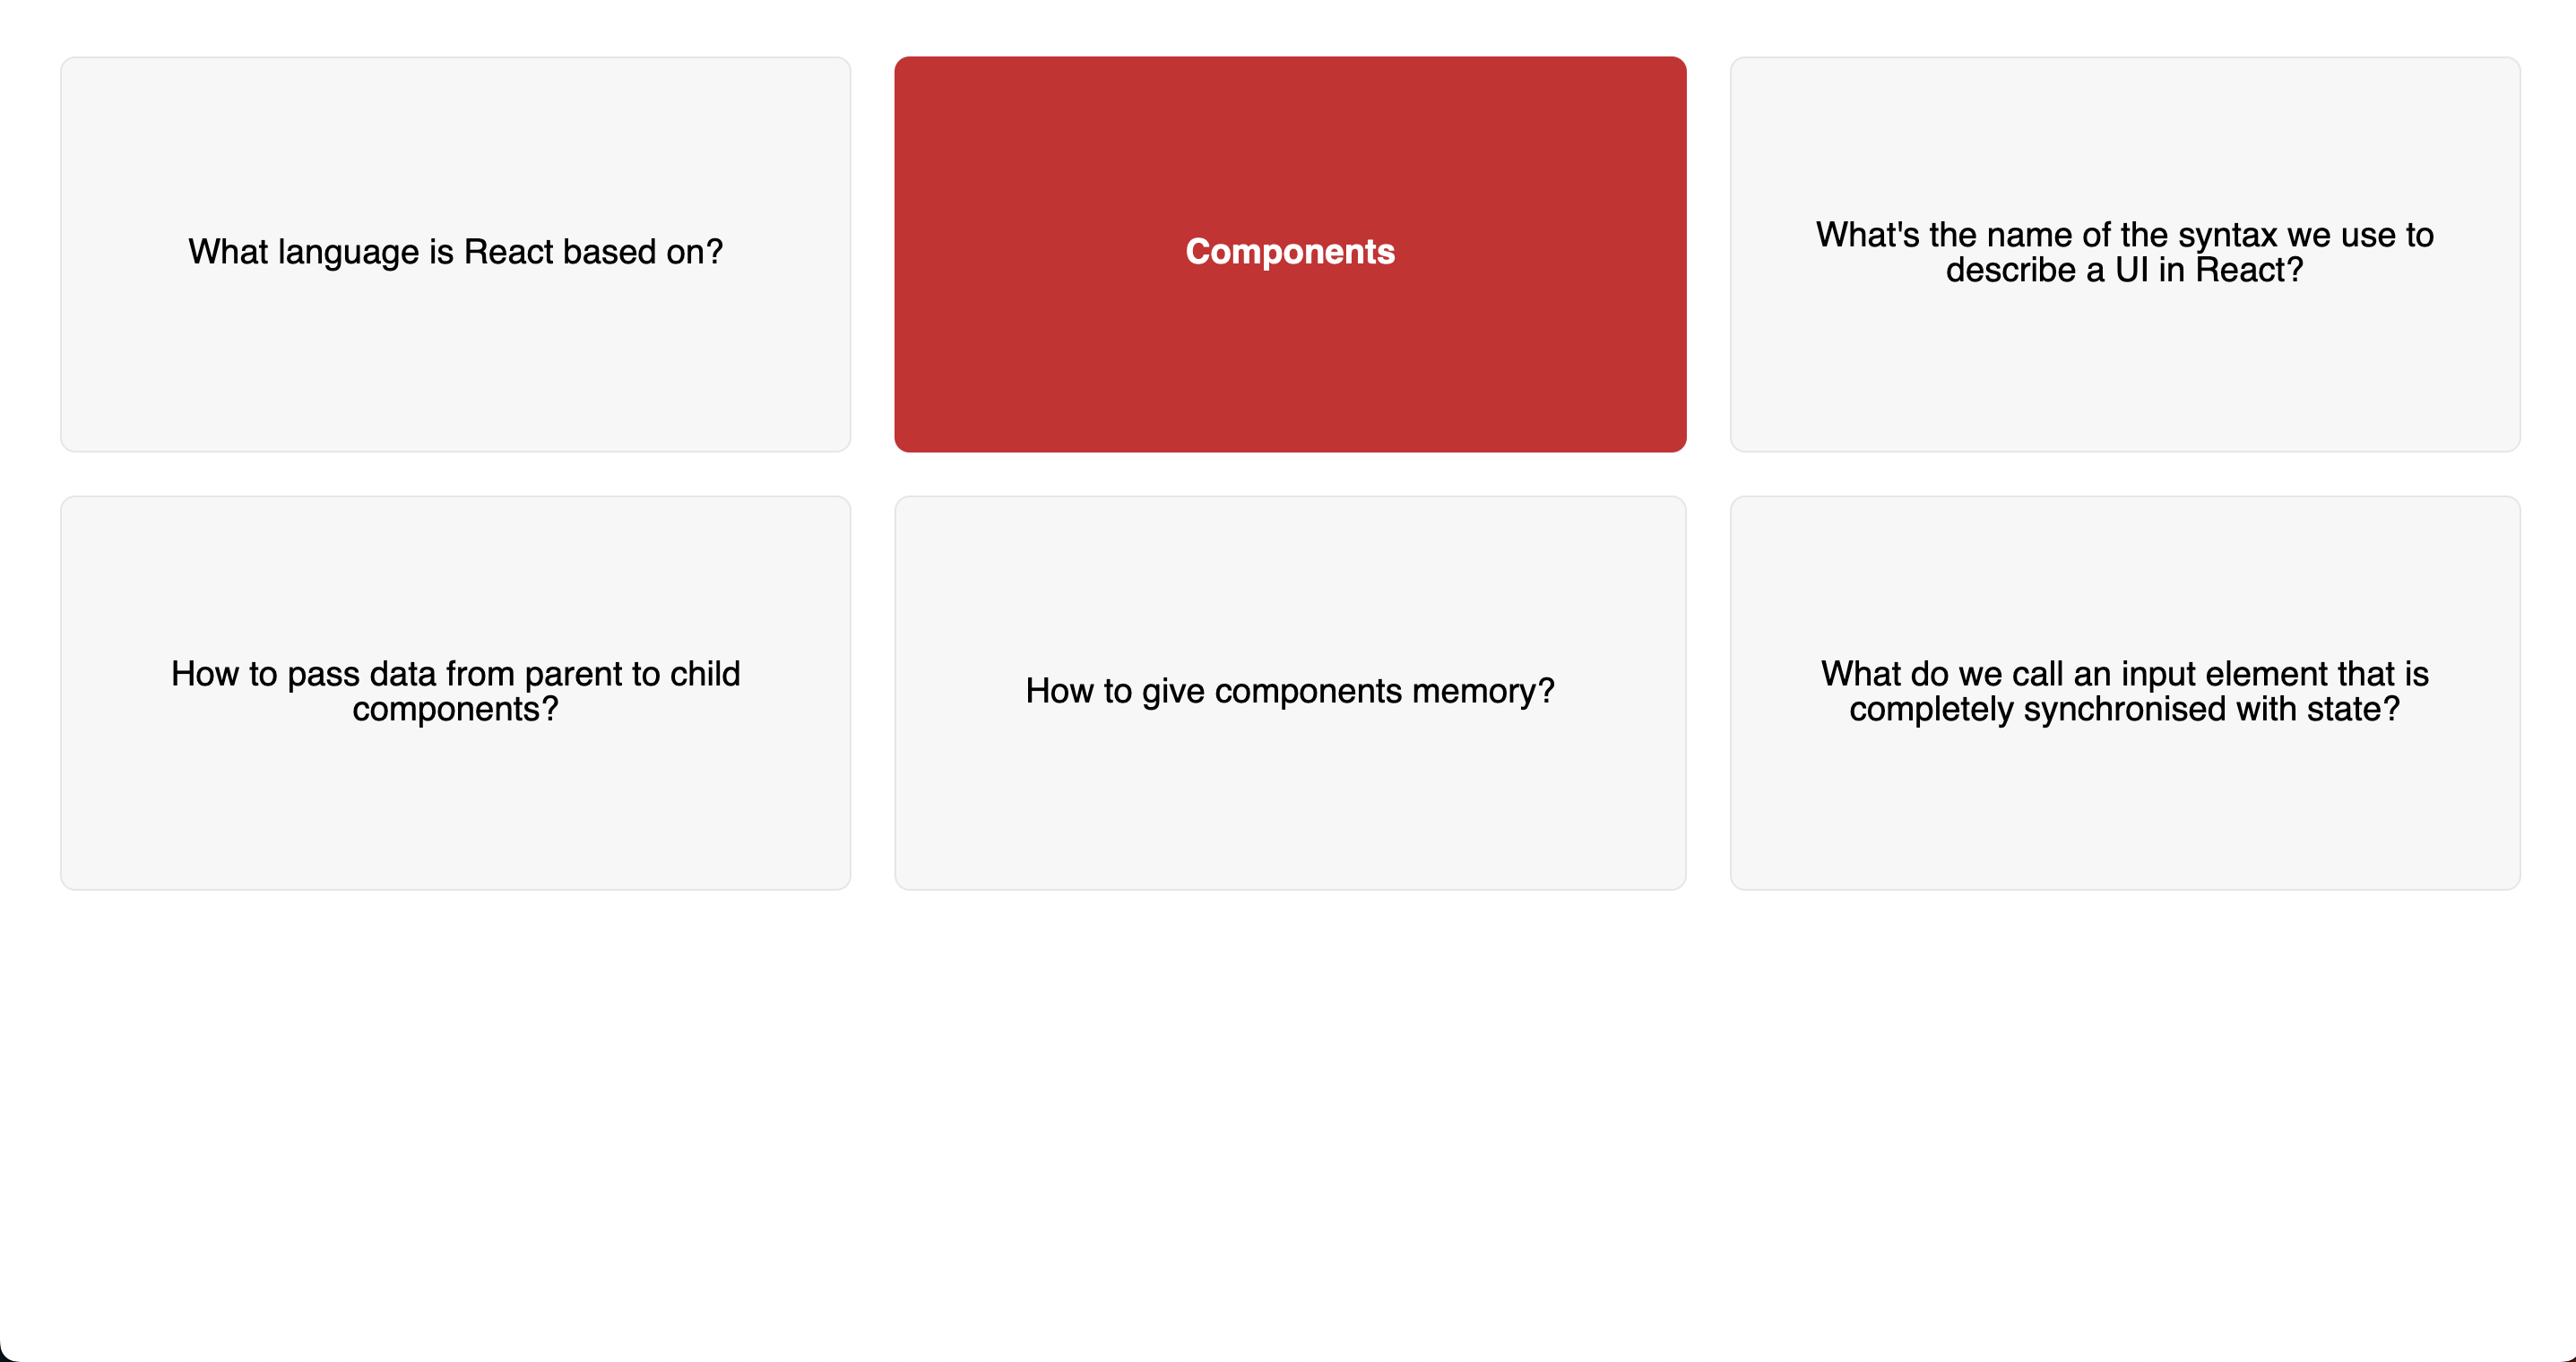 What language is React based on?
Components
What's the name of the syntax we use to
describe a UI in React?
How to pass data from parent to child
components?
How to give components memory?
What do we call an input element that is
completely synchronised with state?